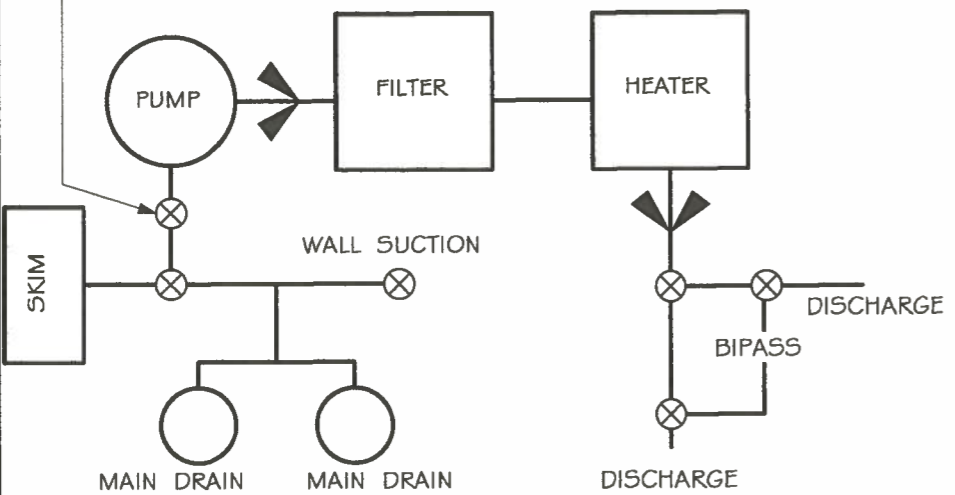 PUMP
FILTER
HEATER
WALL SUCTION
SKIM
DISCHARGE
BIPASS
MAIN DRAIN
MAIN DRAIN
DISCHARGE